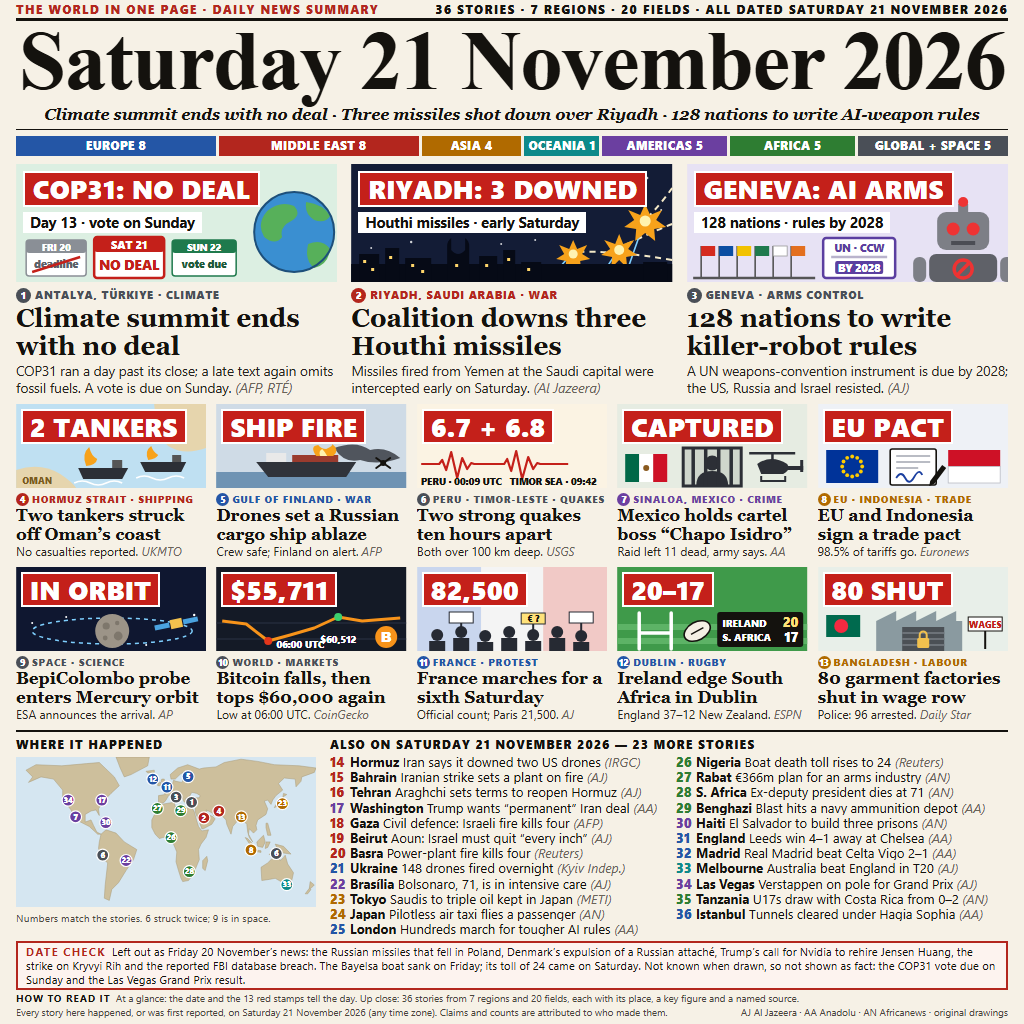 THE WORLD IN ONE PAGE · DAILY NEWS SUMMARY
36 STORIES · 7 REGIONS · 20 FIELDS · ALL DATED SATURDAY 21 NOVEMBER 2026
Saturday 21 November 2026
Climate summit ends with no deal · Three missiles shot down over Riyadh · 128 nations to write AI-weapon rules
EUROPE 8
MIDDLE EAST 8
ASIA 4
OCEANIA 1
AMERICAS 5
AFRICA 5
GLOBAL + SPACE 5
COP31: NO DEAL
Day 13 · vote on Sunday
FRI 20
deadline
SAT 21
NO DEAL
SUN 22
vote due
1 ANTALYA, TÜRKIYE · CLIMATE
Climate summit ends
with no deal
COP31 ran a day past its close; a late text again omits
fossil fuels. A vote is due on Sunday. (AFP, RTÉ)
RIYADH: 3 DOWNED
Houthi missiles · early Saturday
2 RIYADH, SAUDI ARABIA · WAR
Coalition downs three
Houthi missiles
Missiles fired from Yemen at the Saudi capital were
intercepted early on Saturday. (Al Jazeera)
GENEVA: AI ARMS
128 nations · rules by 2028
UN · CCW
BY 2028
3 GENEVA · ARMS CONTROL
128 nations to write
killer-robot rules
A UN weapons-convention instrument is due by 2028;
the US, Russia and Israel resisted. (AJ)
2 TANKERS
OMAN
4 HORMUZ STRAIT · SHIPPING
Two tankers struck
off Oman's coast
No casualties reported. UKMTO
SHIP FIRE
5 GULF OF FINLAND · WAR
Drones set a Russian
cargo ship ablaze
Crew safe; Finland on alert. AFP
6.7 + 6.8
PERU · 00:09 UTC
TIMOR SEA · 09:42
6 PERU · TIMOR-LESTE · QUAKES
Two strong quakes
ten hours apart
Both over 100 km deep. USGS
CAPTURED
7 SINALOA, MEXICO · CRIME
Mexico holds cartel
boss “Chapo Isidro”
Raid left 11 dead, army says. AA
EU PACT
8 EU · INDONESIA · TRADE
EU and Indonesia
sign a trade pact
98.5% of tariffs go. Euronews
IN ORBIT
9 SPACE · SCIENCE
BepiColombo probe
enters Mercury orbit
ESA announces the arrival. AP
$55,711
06:00 UTC
$60,512
B
10 WORLD · MARKETS
Bitcoin falls, then
tops $60,000 again
Low at 06:00 UTC. CoinGecko
82,500
€ ?
11 FRANCE · PROTEST
France marches for a
sixth Saturday
Official count; Paris 21,500. AJ
20–17
IRELAND 20
S. AFRICA 17
12 DUBLIN · RUGBY
Ireland edge South
Africa in Dublin
England 37–12 New Zealand. ESPN
80 SHUT
WAGES
13 BANGLADESH · LABOUR
80 garment factories
shut in wage row
Police: 96 arrested. Daily Star
WHERE IT HAPPENED
12
5
11
34
17
3
1
7
30
27
29
2
4
13
23
26
6
22
8
6
28
33
Numbers match the stories. 6 struck twice; 9 is in space.
ALSO ON SATURDAY 21 NOVEMBER 2026 — 23 MORE STORIES
14 Hormuz Iran says it downed two US drones (IRGC)
15 Bahrain Iranian strike sets a plant on fire (AJ)
16 Tehran Araghchi sets terms to reopen Hormuz (AJ)
17 Washington Trump wants “permanent” Iran deal (AA)
18 Gaza Civil defence: Israeli fire kills four (AFP)
19 Beirut Aoun: Israel must quit “every inch” (AJ)
20 Basra Power-plant fire kills four (Reuters)
21 Ukraine 148 drones fired overnight (Kyiv Indep.)
22 Brasília Bolsonaro, 71, is in intensive care (AJ)
23 Tokyo Saudis to triple oil kept in Japan (METI)
24 Japan Pilotless air taxi flies a passenger (AN)
25 London Hundreds march for tougher AI rules (AA)
26 Nigeria Boat death toll rises to 24 (Reuters)
27 Rabat €366m plan for an arms industry (AN)
28 S. Africa Ex-deputy president dies at 71 (AN)
29 Benghazi Blast hits a navy ammunition depot (AA)
30 Haiti El Salvador to build three prisons (AN)
31 England Leeds win 4–1 away at Chelsea (AA)
32 Madrid Real Madrid beat Celta Vigo 2–1 (AA)
33 Melbourne Australia beat England in T20 (AJ)
34 Las Vegas Verstappen on pole for Grand Prix (AJ)
35 Tanzania U17s draw with Costa Rica from 0–2 (AN)
36 Istanbul Tunnels cleared under Hagia Sophia (AA)
DATE CHECK Left out as Friday 20 November's news: the Russian missiles that fell in Poland, Denmark's expulsion of a Russian attaché, Trump's call for Nvidia to rehire Jensen Huang, the
strike on Kryvyi Rih and the reported FBI database breach. The Bayelsa boat sank on Friday; its toll of 24 came on Saturday. Not known when drawn, so not shown as fact: the COP31 vote due on
Sunday and the Las Vegas Grand Prix result.
HOW TO READ IT At a glance: the date and the 13 red stamps tell the day. Up close: 36 stories from 7 regions and 20 fields, each with its place, a key figure and a named source.
Every story here happened, or was first reported, on Saturday 21 November 2026 (any time zone). Claims and counts are attributed to who made them.
AJ Al Jazeera · AA Anadolu · AN Africanews · original drawings